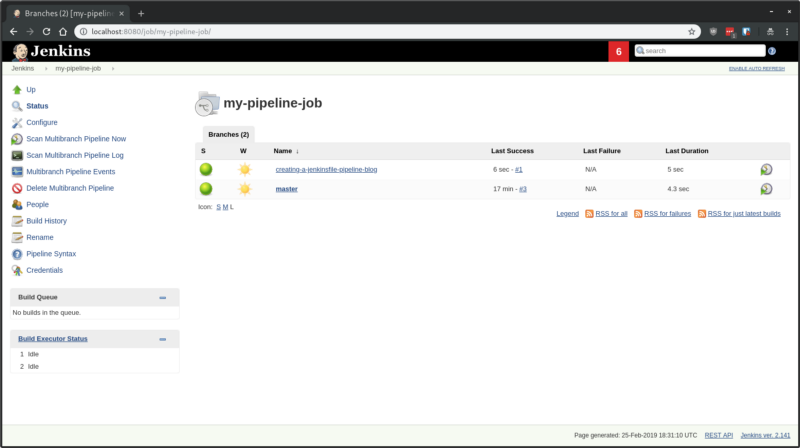 Branches (2) [my-pipelin
localhost:8080/job/my-pipeline-job/
Jenkins
6
search
Jenkins
my-pipeline-job
ENABLE AUTO REFRESH
Up
Status
Configure
Scan Multibranch Pipeline Now
Scan Multibranch Pipeline Log
Multibranch Pipeline Events
Delete Multibranch Pipeline
People
Build History
Rename
Pipeline Syntax
Credentials
Build Queue
No builds in the queue.
Build Executor Status
1 Idle
2 Idle
my-pipeline-job
Branches (2)
S W Name ↓ Last Success Last Failure Last Duration
creating-a-jenkinsfile-pipeline-blog 6 sec - #1 N/A 5 sec
master 17 min - #3 N/A 4.3 sec
Icon: S M L
Legend RSS for all RSS for failures RSS for just latest builds
Page generated: 25-Feb-2019 18:31:10 UTC REST API Jenkins ver. 2.141